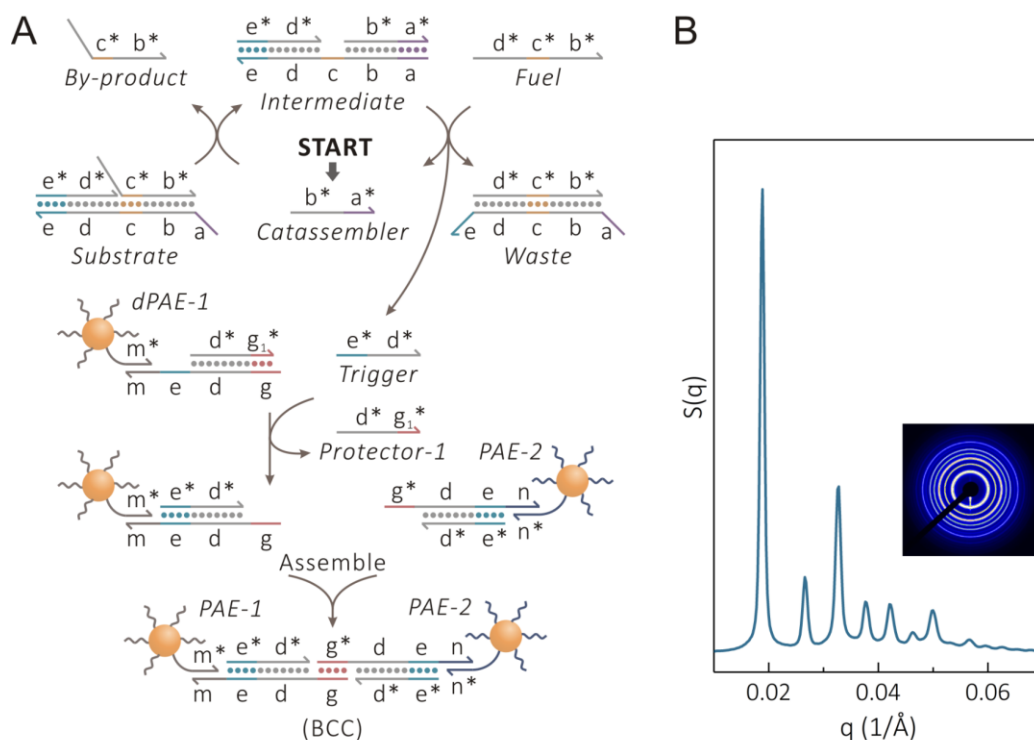 A
e* d* b* a*
c* b*
d* c* b*
By-product
e d c b a
Fuel
Intermediate
START
e* d* c* b*
b* a*
d* c* b*
e d c b a
Catassembler
e d c b a
Substrate
Waste
dPAE-1
m*
d* g₁*
e* d*
m e d g
Trigger
d* g₁*
Protector-1
PAE-2
m* e* d*
g* d e n
m e d g
d* e* n*
Assemble
PAE-1
PAE-2
m* e* d* g* d e n
m e d g d* e* n*
(BCC)
B
S(q)
0.02 0.04 0.06
q (1/Å)